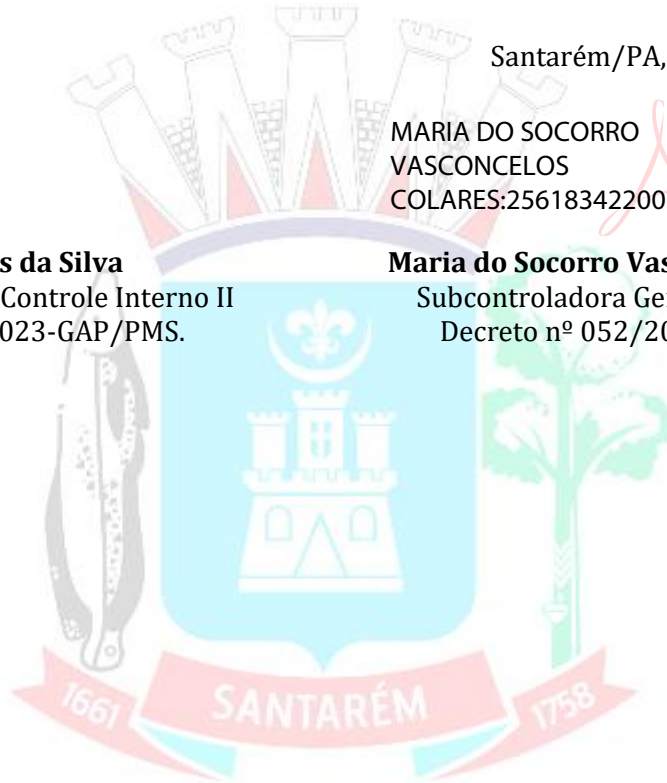 Santarém/PA,
MARIA DO SOCORRO
VASCONCELOS
COLARES:25618342200
s da Silva
Controle Interno II
023-GAP/PMS.
Maria do Socorro Vas
Subcontroladora Ge
Decreto nº 052/20
1661 SANTARÉM 1758